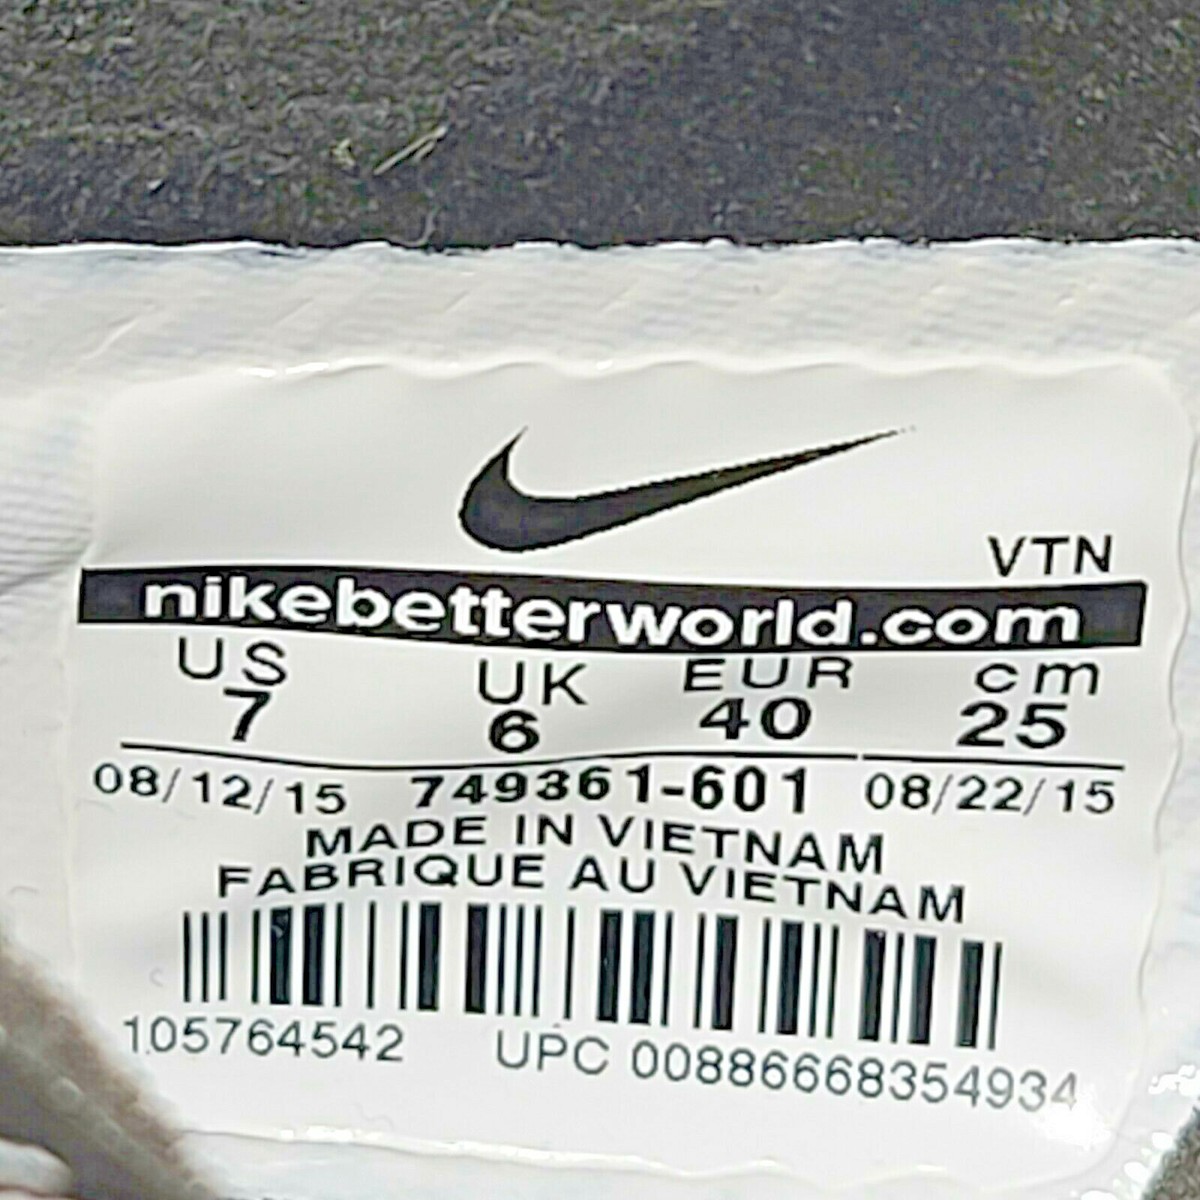 VTN
nikebetterworld.com
US UK EUR cm
7 6 40 25
08/12/15 749361-601 08/22/15
MADE IN VIETNAM
FABRIQUE AU VIETNAM
105764542 UPC 00886668354934